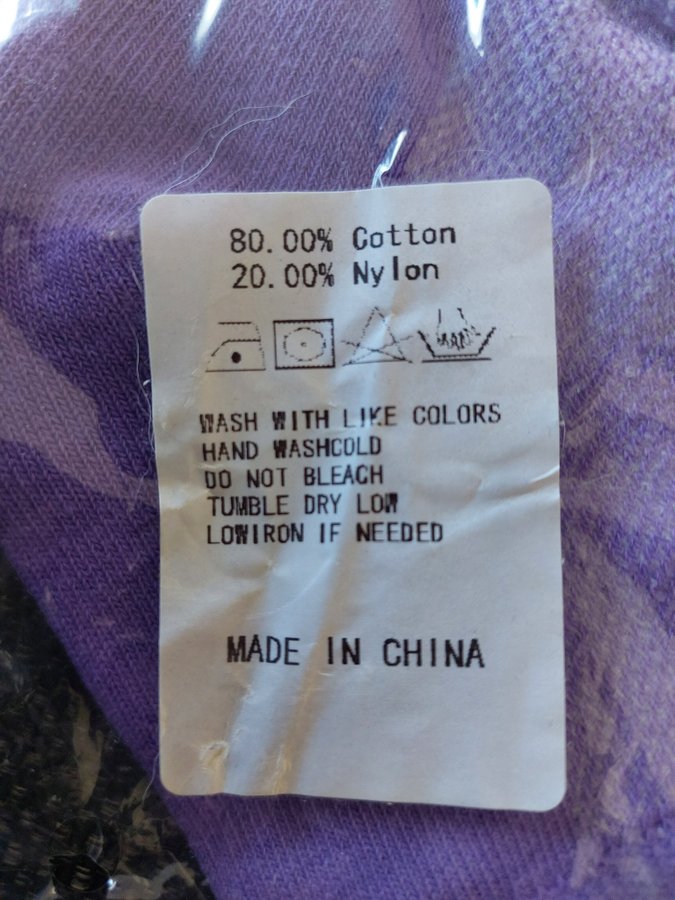 80.00% Cotton
20.00% Nylon
WASH WITH LIKE COLORS
HAND WASHCOLD
DO NOT BLEACH
TUMBLE DRY LOW
LOWIRON IF NEEDED
MADE IN CHINA